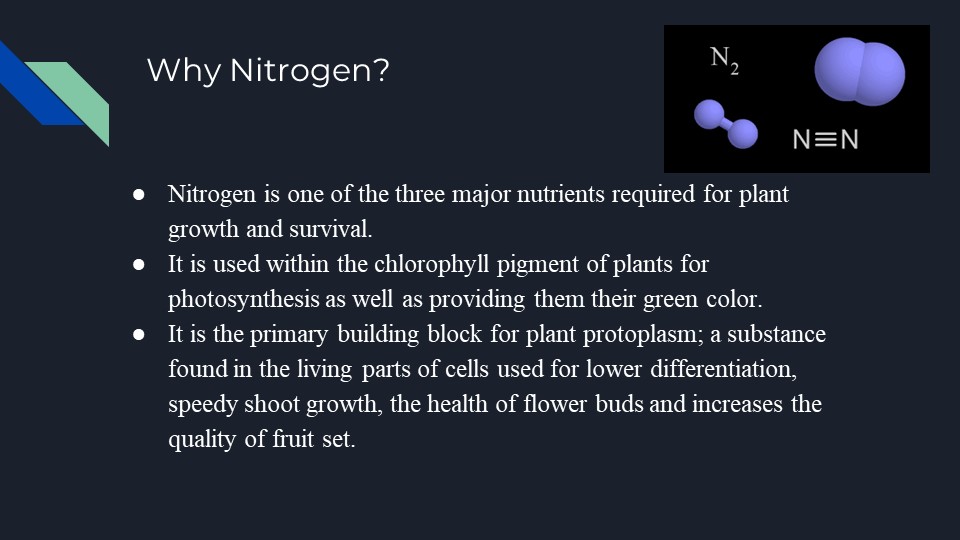 Why Nitrogen?
N₂
N≡N
● Nitrogen is one of the three major nutrients required for plant
growth and survival.
● It is used within the chlorophyll pigment of plants for
photosynthesis as well as providing them their green color.
● It is the primary building block for plant protoplasm; a substance
found in the living parts of cells used for lower differentiation,
speedy shoot growth, the health of flower buds and increases the
quality of fruit set.